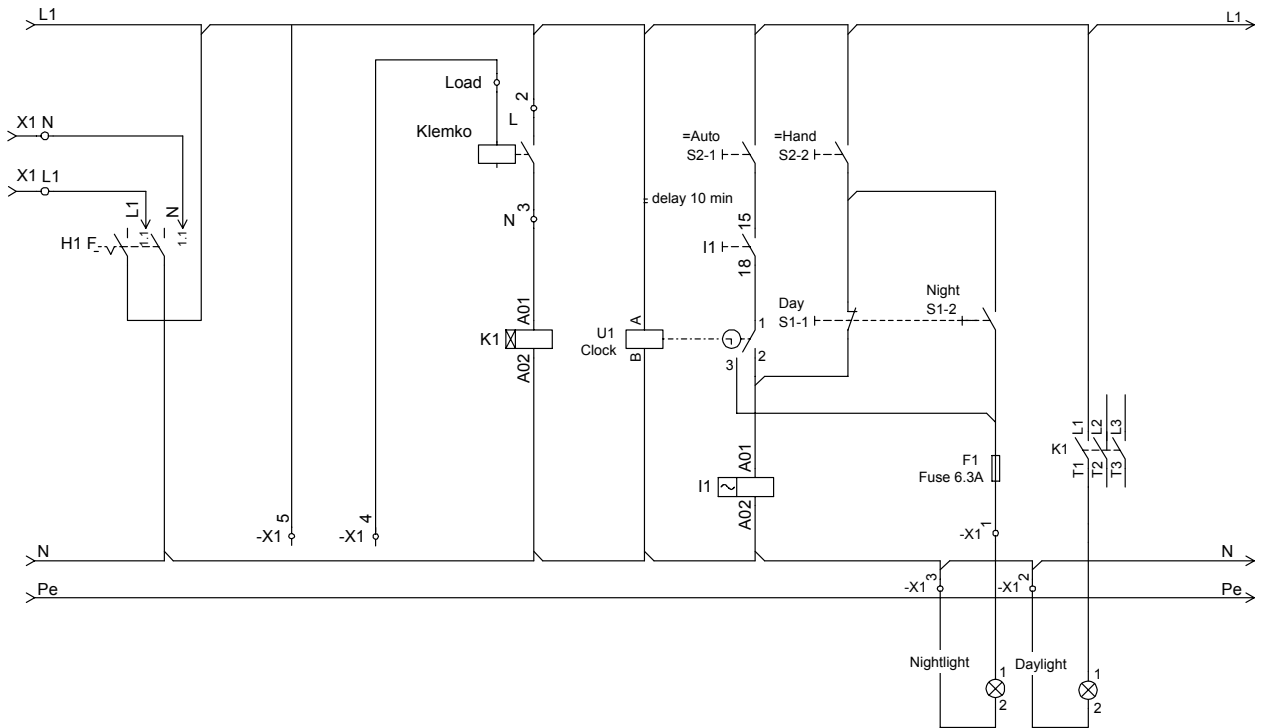 L1
L1
Load
2
L
X1 N
Klemko
=Auto
S2-1
=Hand
S2-2
X1 L1
delay 10 min
L1
N
1.1
1.1
N
3
15
H1 F
I1
18
A01
Day
S1-1
Night
S1-2
K1
U1
Clock
A
B
1
3
2
A02
L1
L2
L3
K1
T1
T2
T3
F1
Fuse 6.3A
A01
I1
A02
5
-X1
4
-X1
1
-X1
N
N
3
-X1
2
-X1
Pe
Pe
Nightlight
Daylight
1
2
1
2